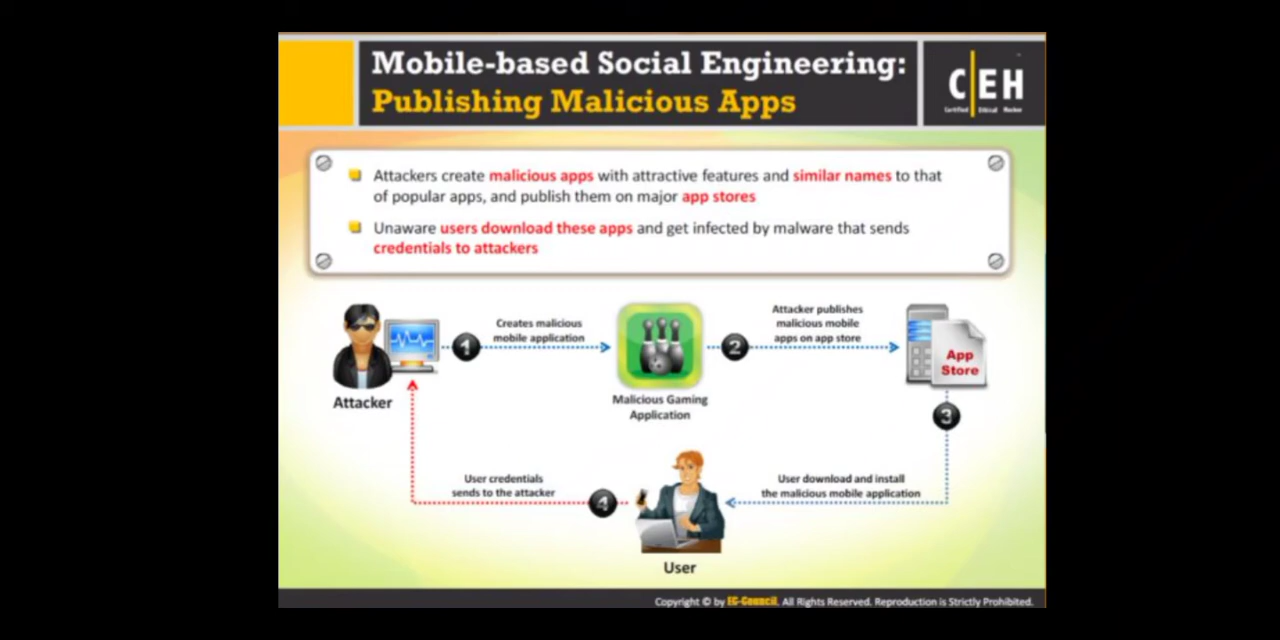 Mobile-based Social Engineering:
Publishing Malicious Apps
C|EH
Certified Ethical Hacker
Attackers create malicious apps with attractive features and similar names to that
of popular apps, and publish them on major app stores
Unaware users download these apps and get infected by malware that sends
credentials to attackers
Attacker
1
Creates malicious
mobile application
Malicious Gaming
Application
2
Attacker publishes
malicious mobile
apps on app store
App
Store
3
User download and install
the malicious mobile application
User
4
User credentials
sends to the attacker
Copyright © by EC-Council. All Rights Reserved. Reproduction is Strictly Prohibited.